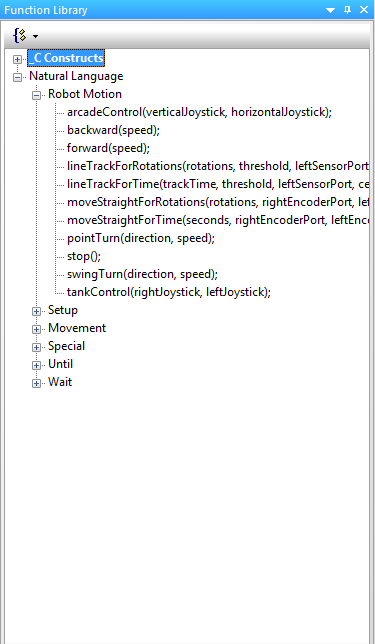 Function Library
_C Constructs
Natural Language
Robot Motion
arcadeControl(verticalJoystick, horizontalJoystick);
backward(speed);
forward(speed);
lineTrackForRotations(rotations, threshold, leftSensorPort
lineTrackForTime(trackTime, threshold, leftSensorPort, ce
moveStraightForRotations(rotations, rightEncoderPort, lef
moveStraightForTime(seconds, rightEncoderPort, leftEnc
pointTurn(direction, speed);
stop();
swingTurn(direction, speed);
tankControl(rightJoystick, leftJoystick);
Setup
Movement
Special
Until
Wait